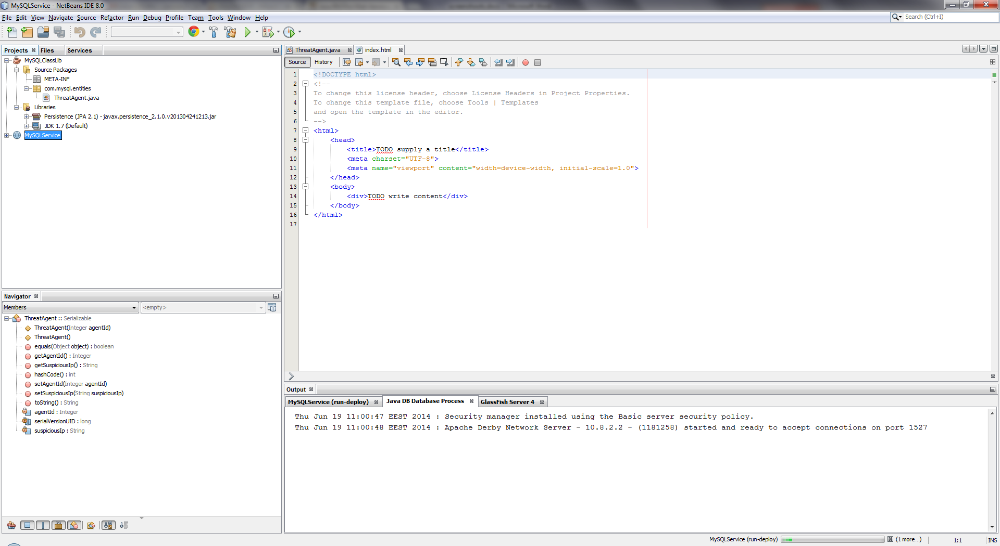 MySQLService - NetBeans IDE 8.0
File Edit View Navigate Source Refactor Run Debug Profile Team Tools Window Help
Search (Ctrl+I)
Projects Files Services
MySQLClassLib
Source Packages
META-INF
com.mysql.entities
ThreatAgent.java
Libraries
Persistence (JPA 2.1) - javax.persistence_2.1.0.v201304241213.jar
JDK 1.7 (Default)
MySQLService
Navigator
Members <empty>
ThreatAgent :: Serializable
ThreatAgent(Integer agentId)
ThreatAgent()
equals(Object object) : boolean
getAgentId() : Integer
getSuspiciousIp() : String
hashCode() : int
setAgentId(Integer agentId)
setSuspiciousIp(String suspiciousIp)
toString() : String
agentId : Integer
serialVersionUID : long
suspiciousIp : String
ThreatAgent.java index.html
Source History
1 <!DOCTYPE html>
2 <!--
3 To change this license header, choose License Headers in Project Properties.
4 To change this template file, choose Tools | Templates
5 and open the template in the editor.
6 -->
7 <html>
8 <head>
9 <title>TODO supply a title</title>
10 <meta charset="UTF-8">
11 <meta name="viewport" content="width=device-width, initial-scale=1.0">
12 </head>
13 <body>
14 <div>TODO write content</div>
15 </body>
16 </html>
17
Output
MySQLService (run-deploy) Java DB Database Process GlassFish Server 4
Thu Jun 19 11:00:47 EEST 2014 : Security manager installed using the Basic server security policy.
Thu Jun 19 11:00:48 EEST 2014 : Apache Derby Network Server - 10.8.2.2 - (1181258) started and ready to accept connections on port 1527
MySQLService (run-deploy) (1 more...) 1:1 INS